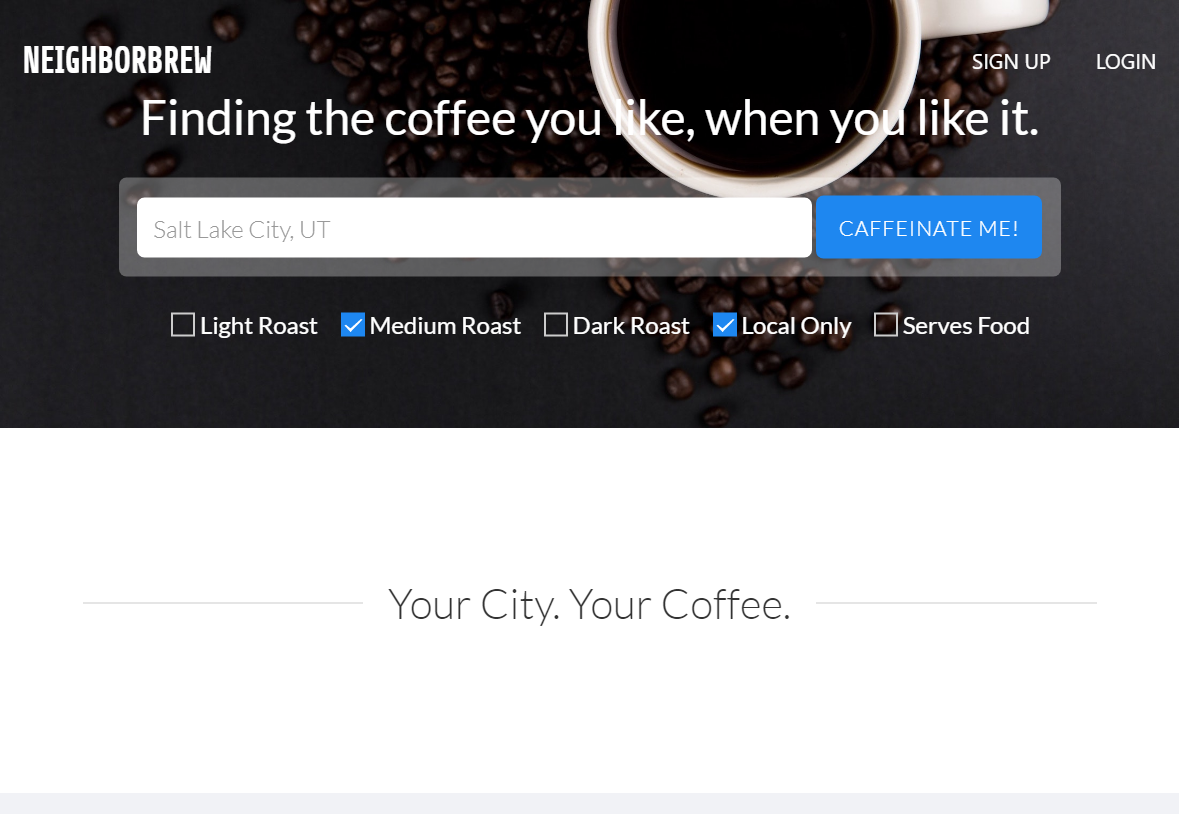 NEIGHBORBREW
SIGN UP
LOGIN
Finding the coffee you like, when you like it.
Salt Lake City, UT
CAFFEINATE ME!
Light Roast
Medium Roast
Dark Roast
Local Only
Serves Food
Your City. Your Coffee.